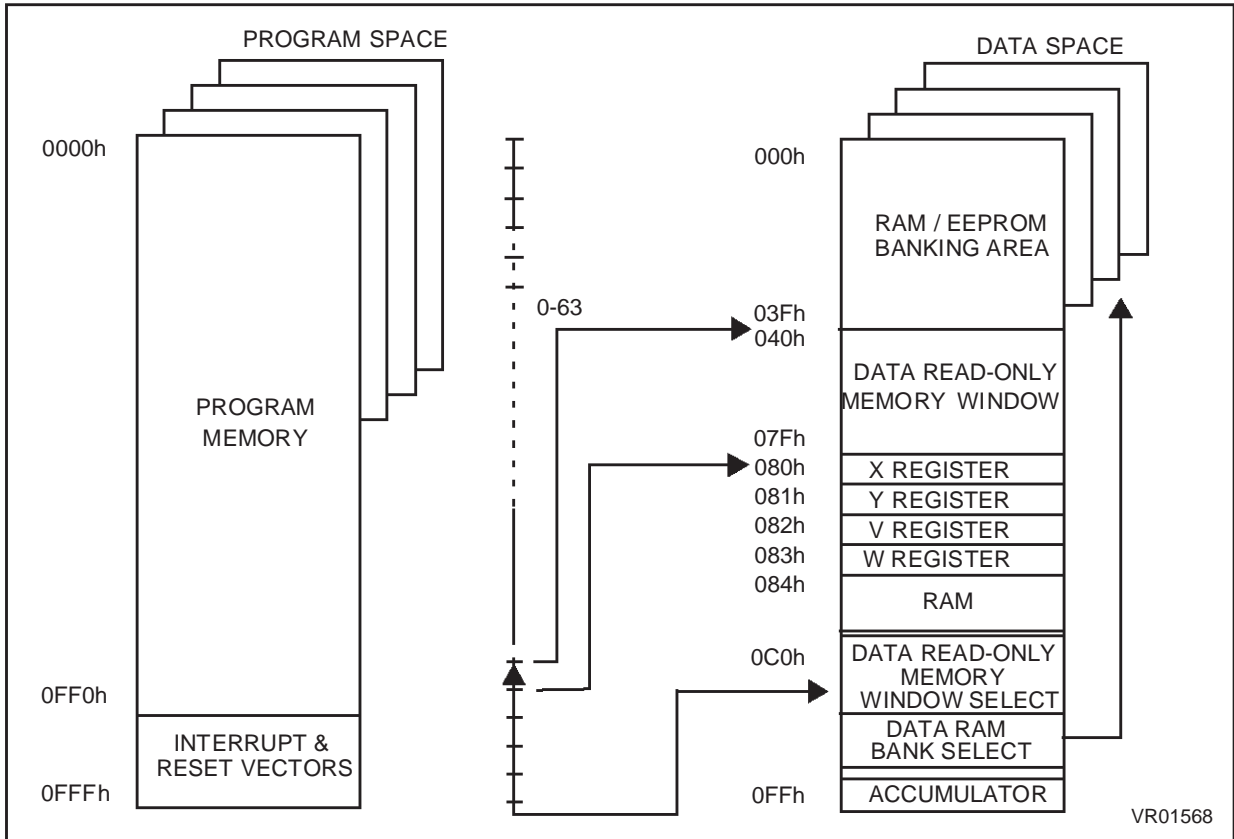 PROGRAM SPACE
0000h
PROGRAM
MEMORY
0FF0h
INTERRUPT &
RESET VECTORS
0FFFh
0-63
DATA SPACE
000h
RAM / EEPROM
BANKING AREA
03Fh
040h
DATA READ-ONLY
MEMORY WINDOW
07Fh
080h
X REGISTER
081h
Y REGISTER
082h
V REGISTER
083h
W REGISTER
084h
RAM
0C0h
DATA READ-ONLY
MEMORY
WINDOW SELECT
DATA RAM
BANK SELECT
0FFh
ACCUMULATOR
VR01568